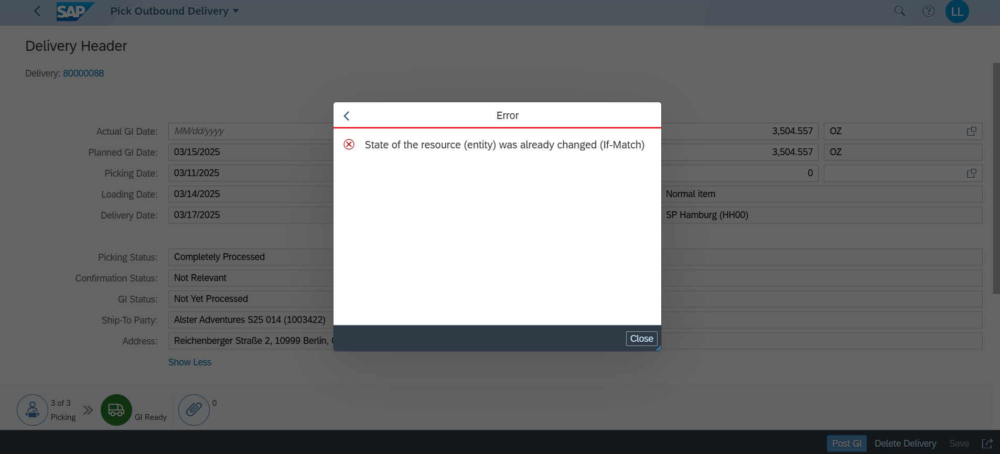 SAP Pick Outbound Delivery LL
Delivery Header
Delivery: 80000088
Error
State of the resource (entity) was already changed (If-Match)
Close
Actual GI Date: MM/dd/yyyy 3,504.557 OZ
Planned GI Date: 03/15/2025 3,504.557 OZ
Picking Date: 03/11/2025 0
Loading Date: 03/14/2025 Normal item
Delivery Date: 03/17/2025 SP Hamburg (HH00)
Picking Status: Completely Processed
Confirmation Status: Not Relevant
GI Status: Not Yet Processed
Ship-To Party: Alster Adventures S25 014 (1003422)
Address: Reichenberger Straße 2, 10999 Berlin,
Show Less
3 of 3
Picking
GI Ready
0
Post GI Delete Delivery Save